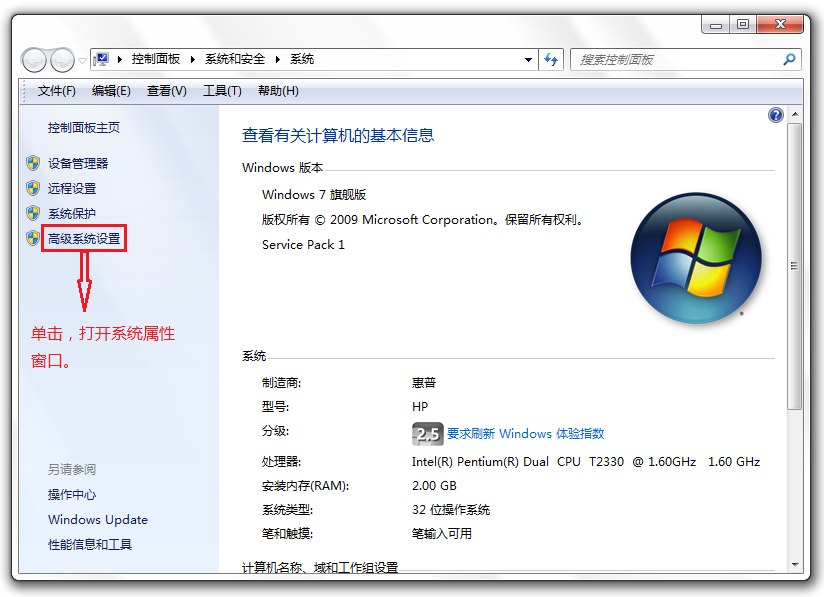 控制面板 系统和安全 系统
搜索控制面板
文件(F) 编辑(E) 查看(V) 工具(T) 帮助(H)
控制面板主页
设备管理器
远程设置
系统保护
高级系统设置
单击，打开系统属性
窗口。
另请参阅
操作中心
Windows Update
性能信息和工具
查看有关计算机的基本信息
Windows 版本
Windows 7 旗舰版
版权所有 © 2009 Microsoft Corporation。保留所有权利。
Service Pack 1
系统
制造商: 惠普
型号: HP
分级: 2.5 要求刷新 Windows 体验指数
处理器: Intel(R) Pentium(R) Dual CPU T2330 @ 1.60GHz 1.60 GHz
安装内存(RAM): 2.00 GB
系统类型: 32 位操作系统
笔和触摸: 笔输入可用
计算机名称、域和工作组设置